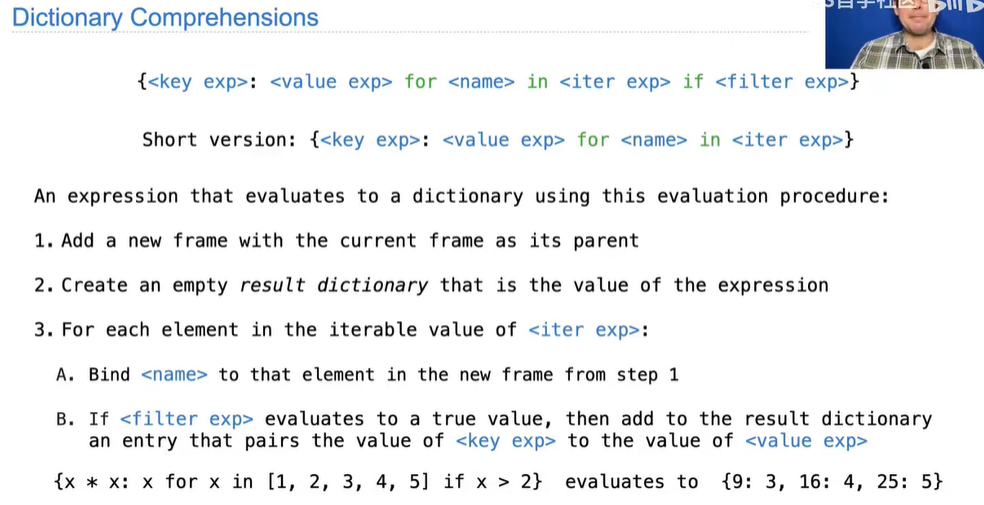 Dictionary Comprehensions
{<key exp>: <value exp> for <name> in <iter exp> if <filter exp>}
Short version: {<key exp>: <value exp> for <name> in <iter exp>}
An expression that evaluates to a dictionary using this evaluation procedure:
1. Add a new frame with the current frame as its parent
2. Create an empty result dictionary that is the value of the expression
3. For each element in the iterable value of <iter exp>:
A. Bind <name> to that element in the new frame from step 1
B. If <filter exp> evaluates to a true value, then add to the result dictionary
an entry that pairs the value of <key exp> to the value of <value exp>
{x * x: x for x in [1, 2, 3, 4, 5] if x > 2} evaluates to {9: 3, 16: 4, 25: 5}